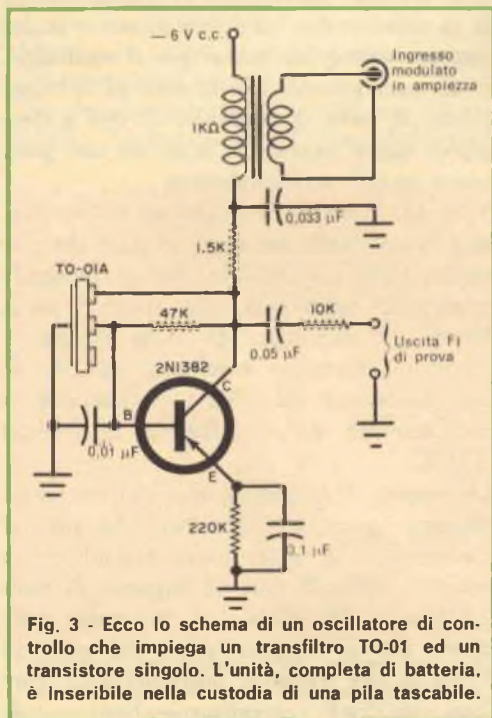 — 6 V c.c.
Ingresso
modulato
in ampiezza
1KΩ
0,033 µF
1.5K
TO-01A
47K
10K
0.05 µF
Uscita FI
di prova
2N1382
C
B
E
0,01 µF
220K
0,1 µF
Fig. 3 - Ecco lo schema di un oscillatore di con-
trollo che impiega un transfiltro TO-01 ed un
transistore singolo. L'unità, completa di batteria,
è inseribile nella custodia di una pila tascabile.